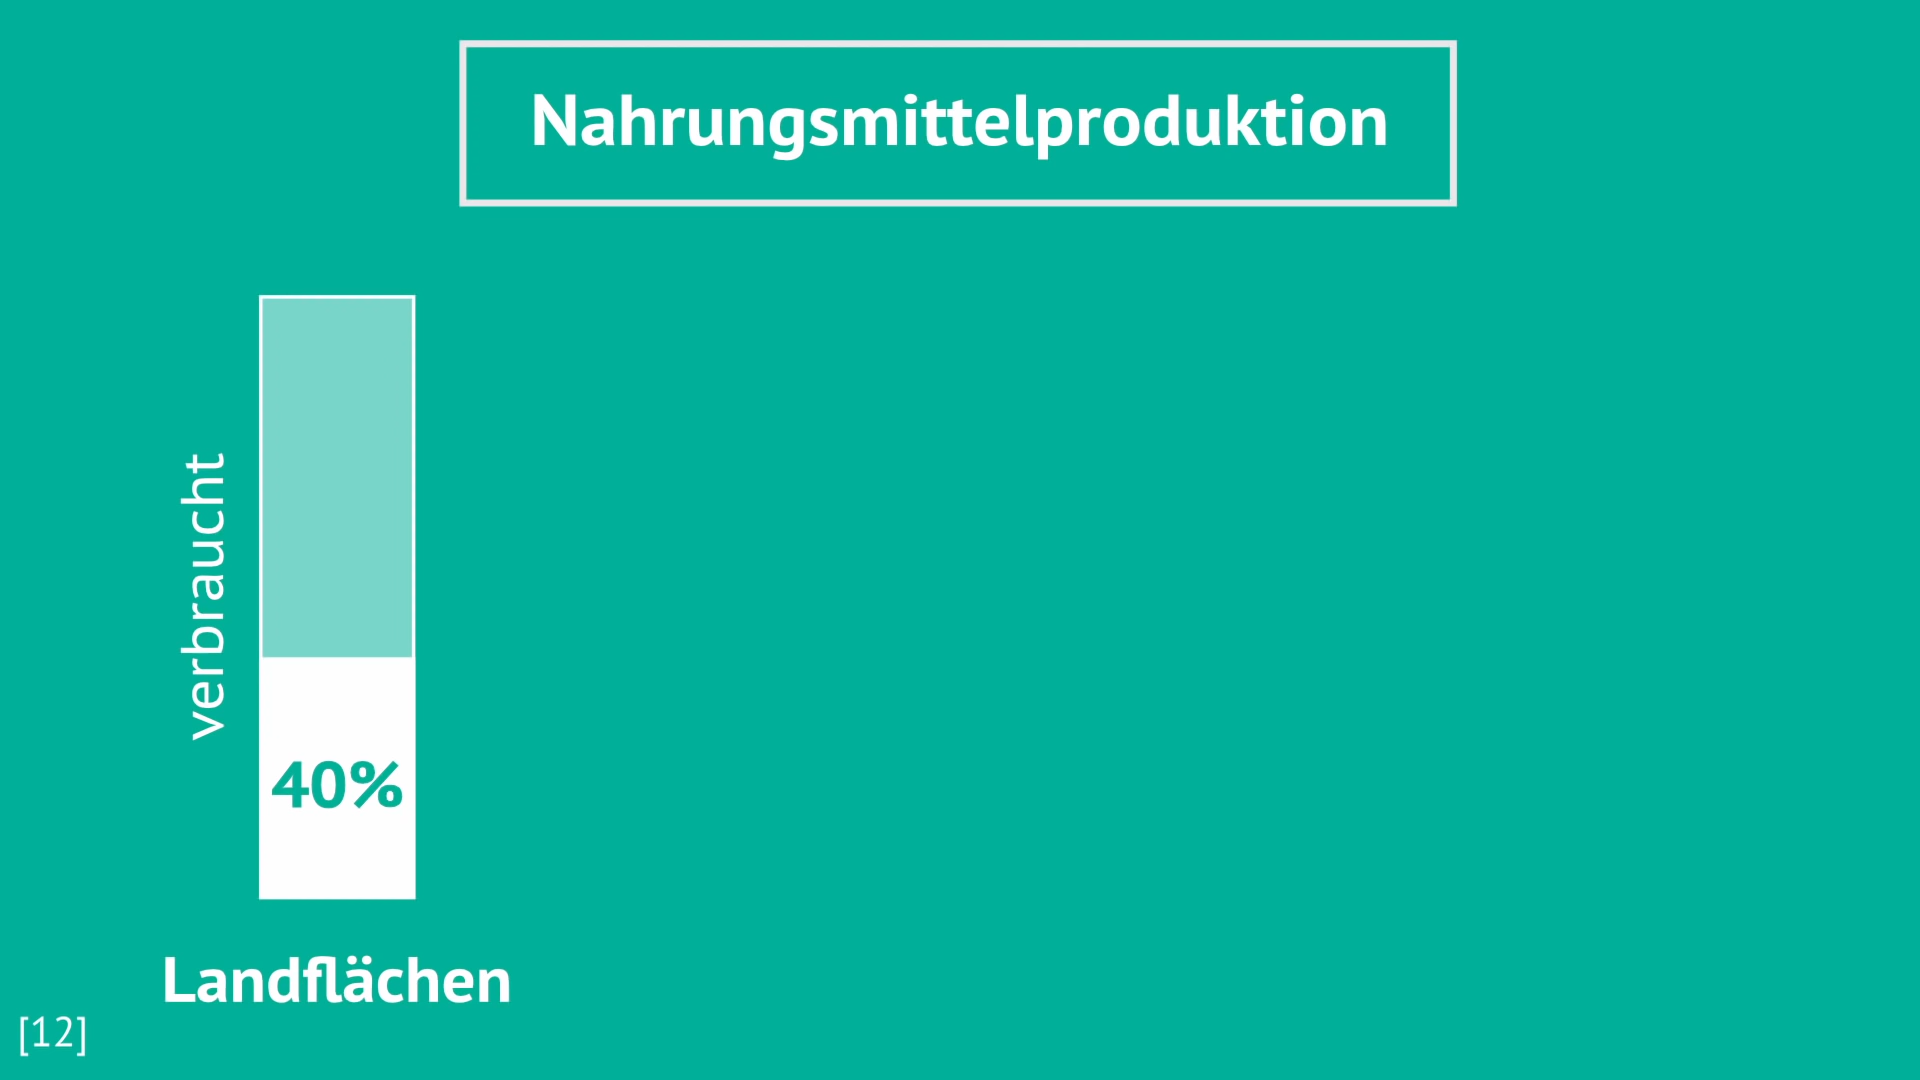 Nahrungsmittelproduktion
verbraucht
40%
Landflächen
[12]